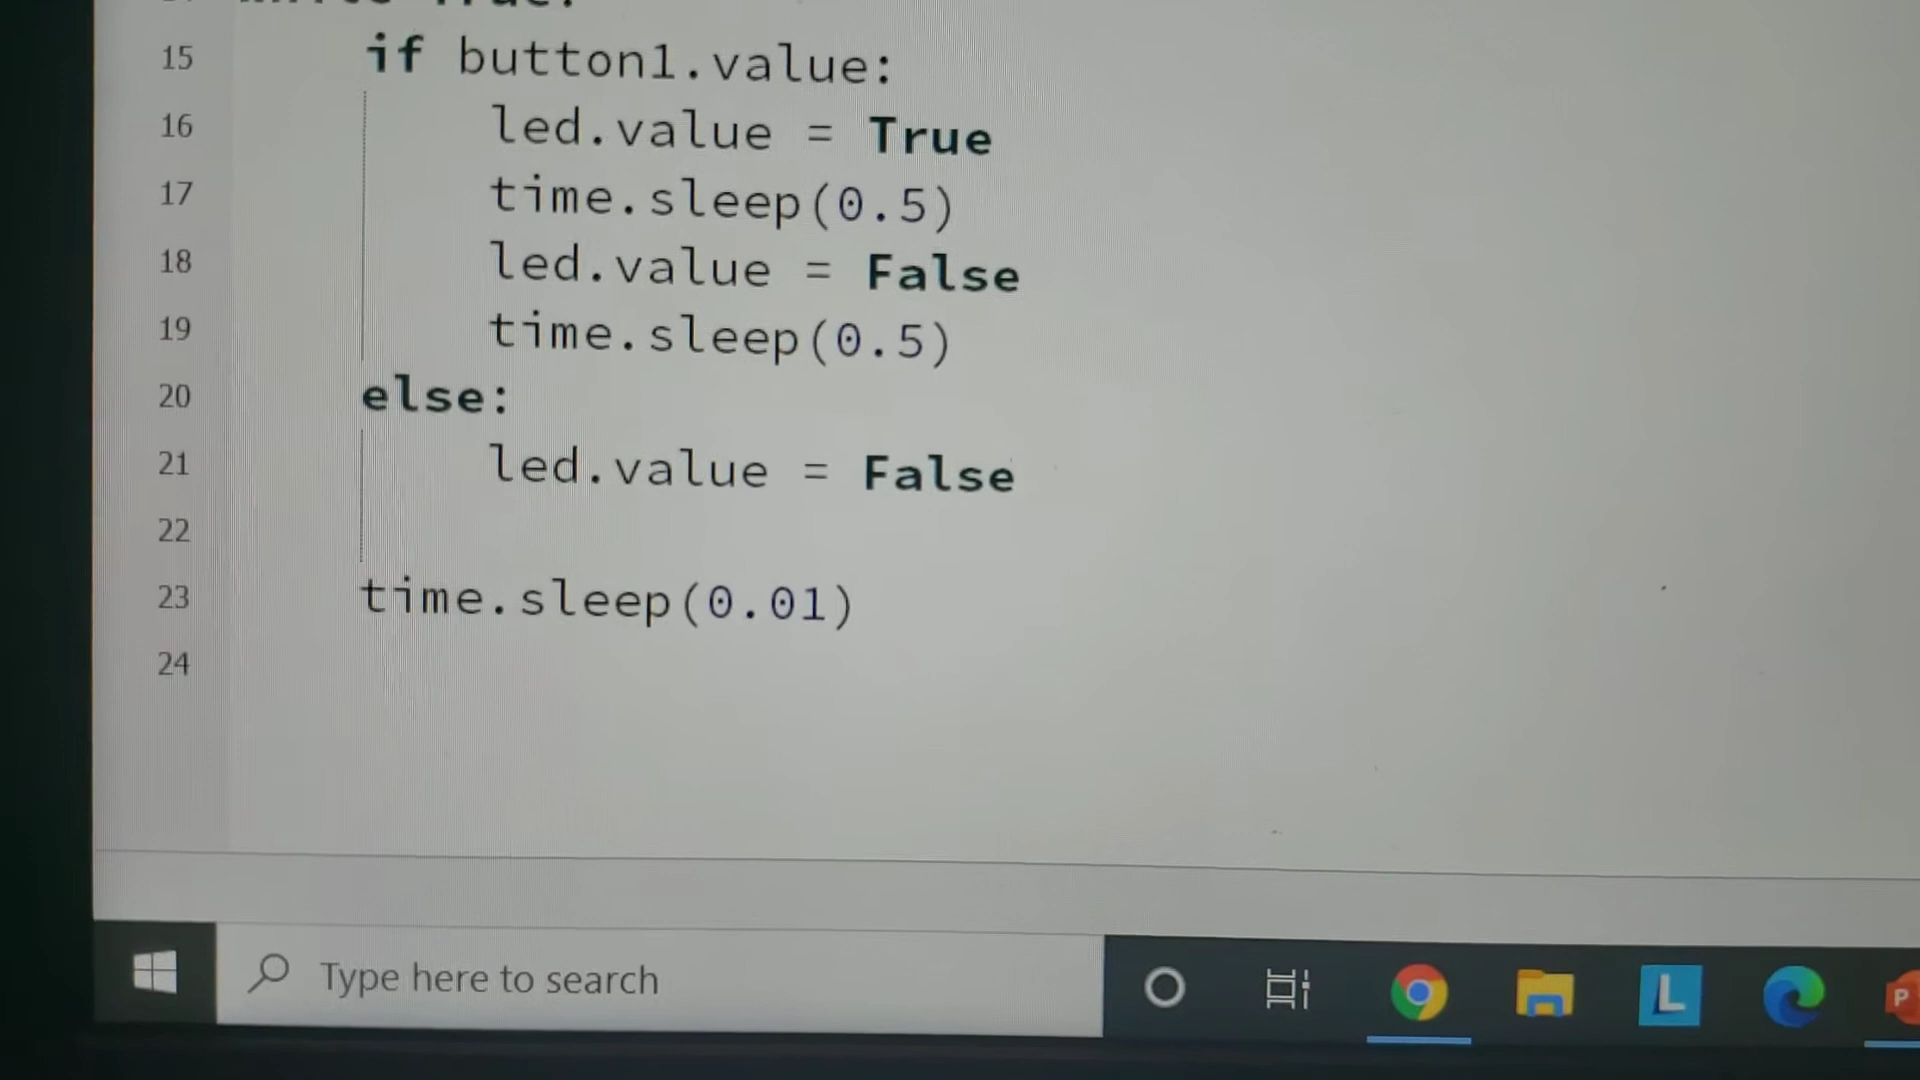 15 if button1.value:
16 led.value = True
17 time.sleep(0.5)
18 led.value = False
19 time.sleep(0.5)
20 else:
21 led.value = False
22
23 time.sleep(0.01)
24
Type here to search
L
P